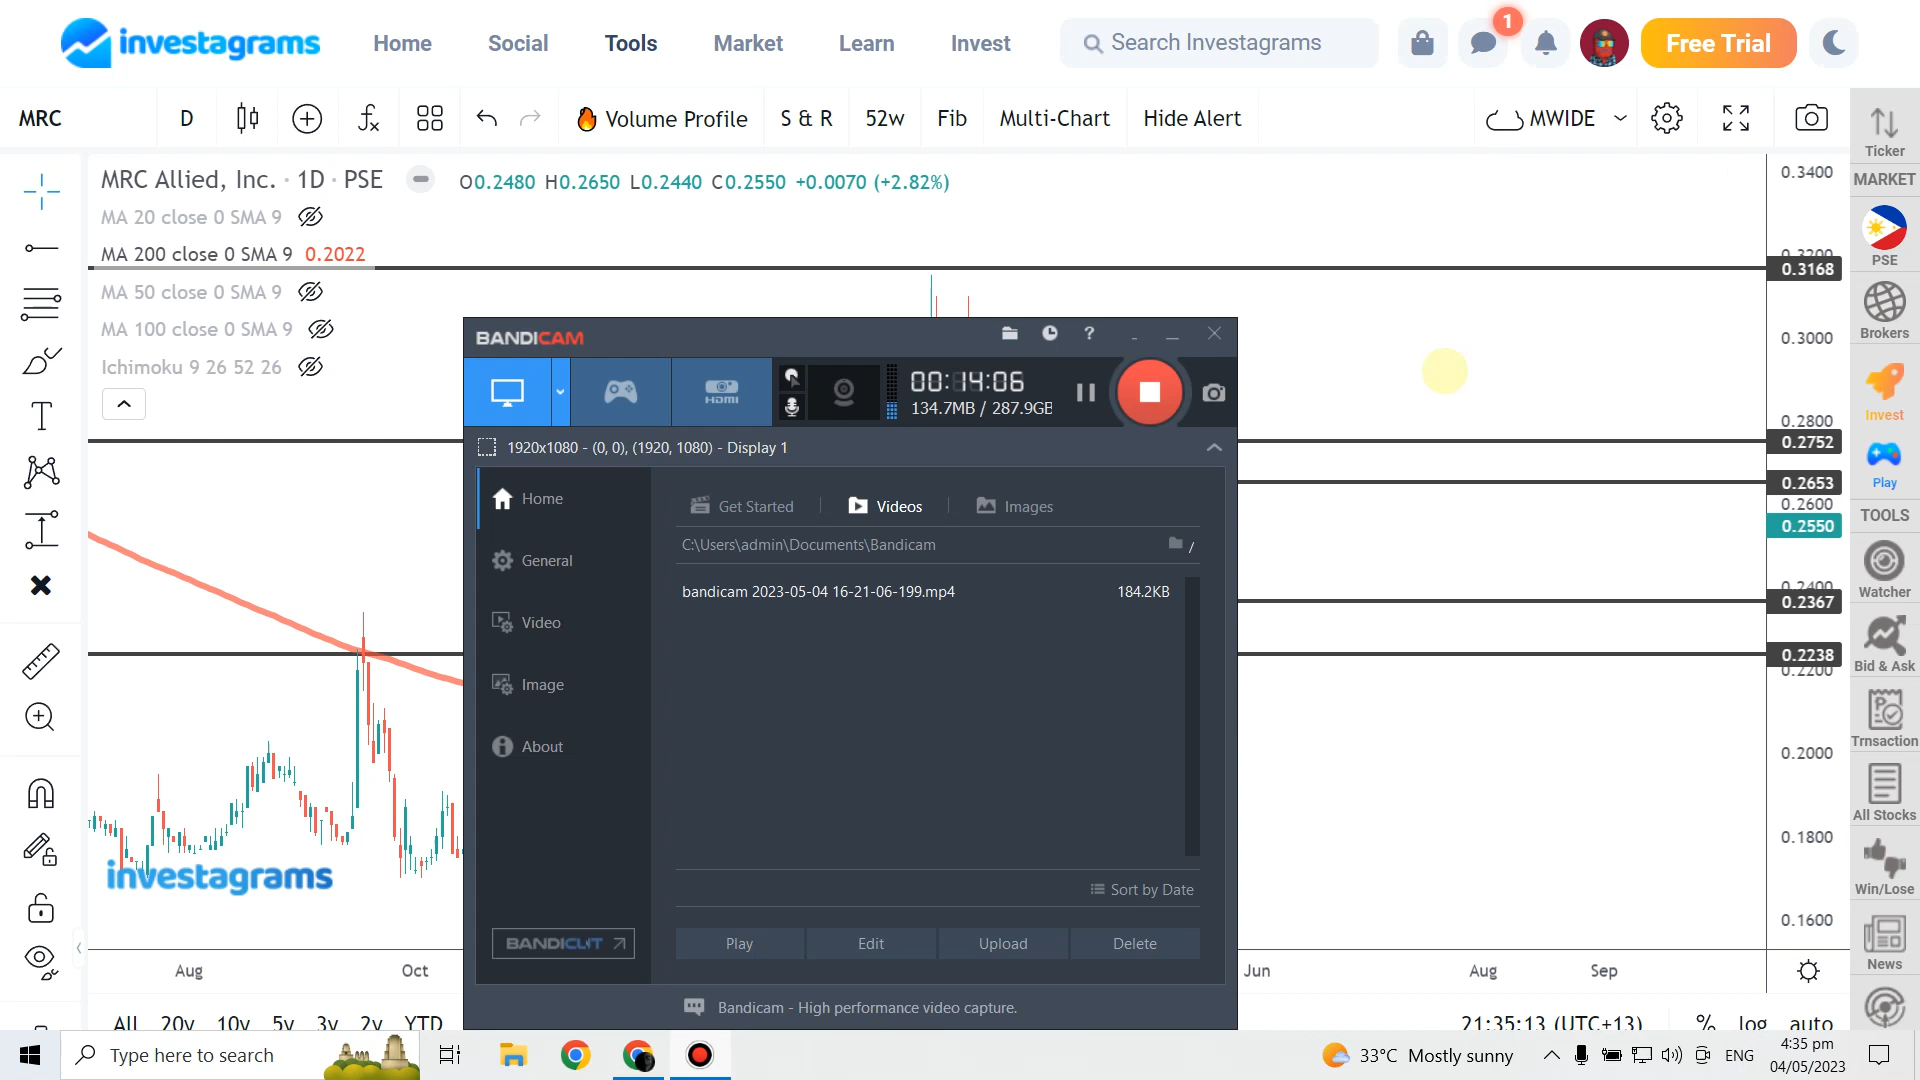 investagrams
Home
Social
Tools
Market
Learn
Invest
Search Investagrams
1
Free Trial
MRC
D
Volume Profile
S & R
52w
Fib
Multi-Chart
Hide Alert
MWIDE
MRC Allied, Inc. · 1D · PSE
O0.2480 H0.2650 L0.2440 C0.2550 +0.0070 (+2.82%)
MA 20 close 0 SMA 9
MA 200 close 0 SMA 9 0.2022
MA 50 close 0 SMA 9
MA 100 close 0 SMA 9
Ichimoku 9 26 52 26
0.3400
0.3200
0.3168
0.3000
0.2800
0.2752
0.2653
0.2600
0.2550
0.2400
0.2367
0.2238
0.2200
0.2000
0.1800
0.1600
Ticker
MARKET
PSE
Brokers
Invest
Play
TOOLS
Watcher
Bid & Ask
Trnsaction
All Stocks
Win/Lose
News
BANDICAM
?
HDMI
00:14:06
134.7MB / 287.9GB
1920x1080 - (0, 0), (1920, 1080) - Display 1
Home
General
Video
Image
About
Get Started
Videos
Images
C:\Users\admin\Documents\Bandicam
/
bandicam 2023-05-04 16-21-06-199.mp4
184.2KB
Sort by Date
BANDICUT
Play
Edit
Upload
Delete
Bandicam - High performance video capture.
investagrams
Aug
Oct
Jun
Aug
Sep
All
20y
10y
5y
3y
2y
YTD
21:35:13 (UTC+13)
%
log
auto
Type here to search
33°C Mostly sunny
ENG
4:35 pm
04/05/2023